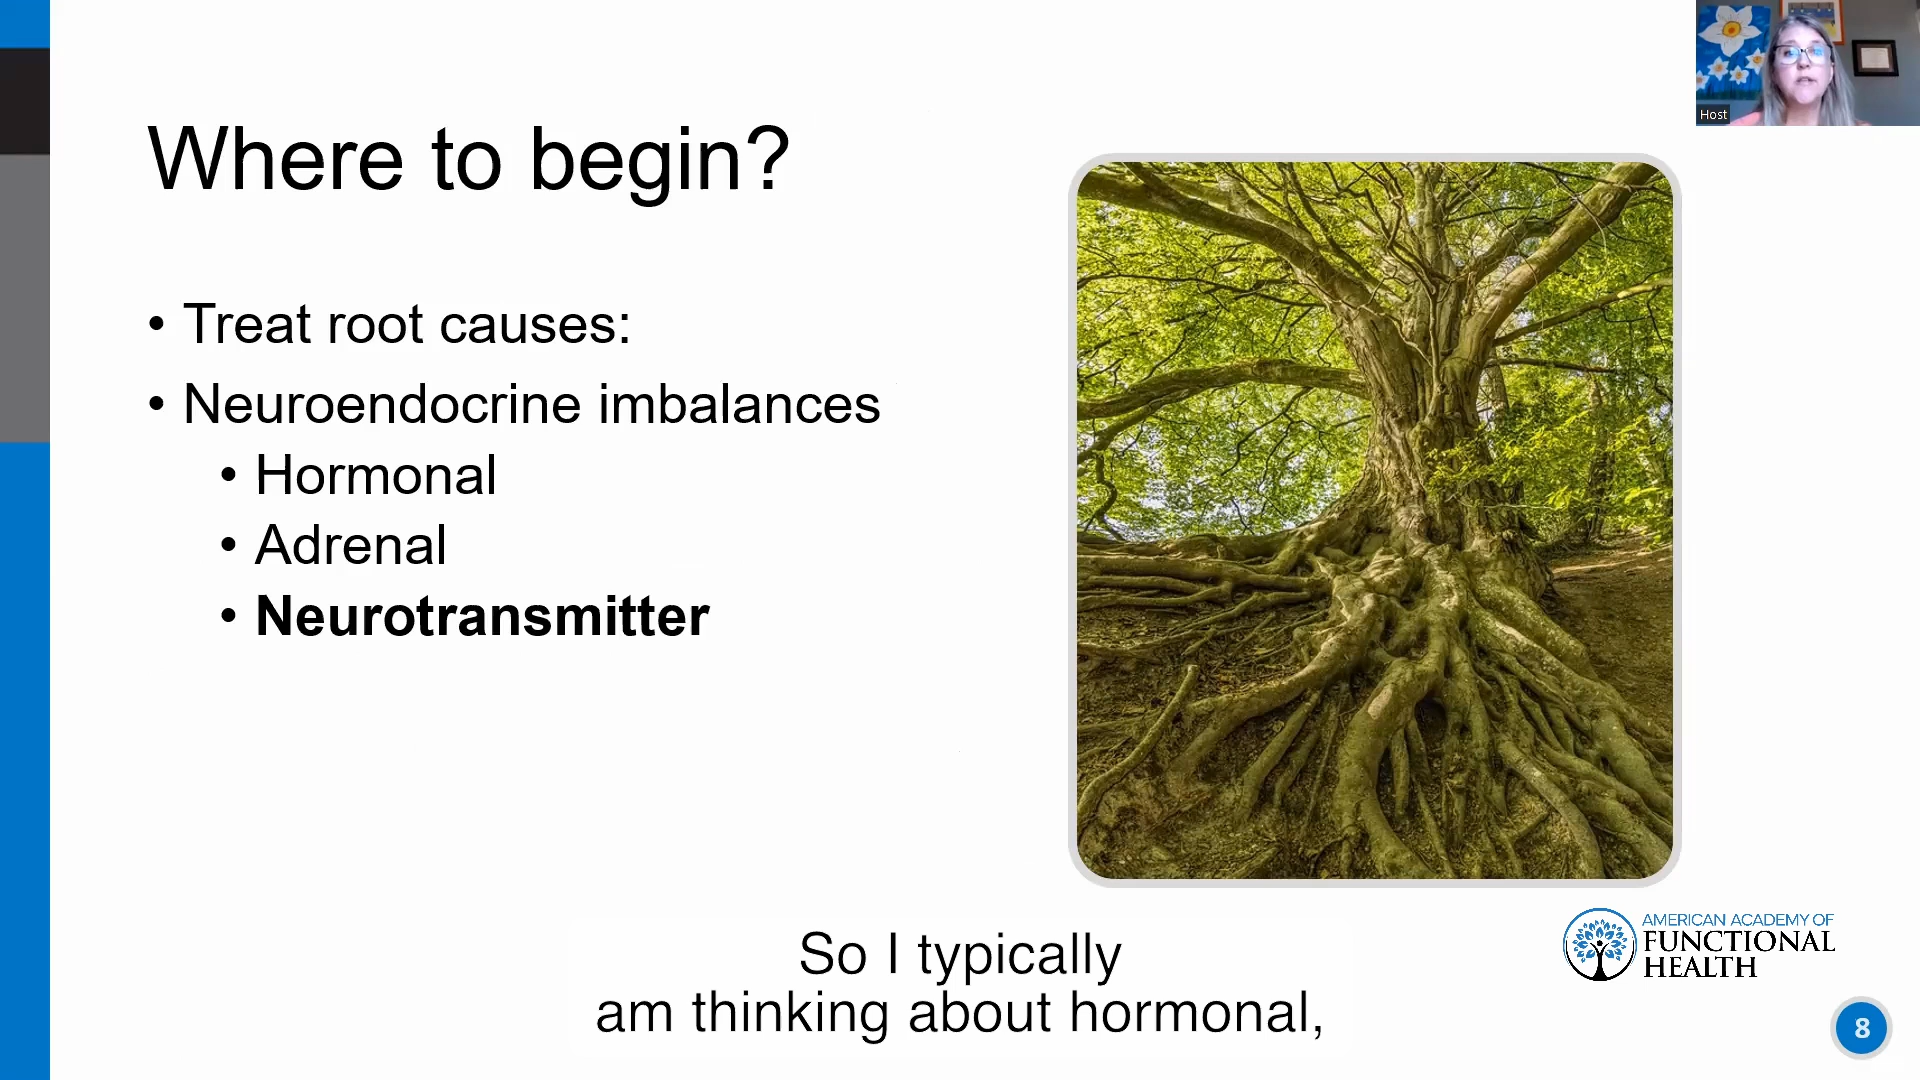 Host
Where to begin?
• Treat root causes:
• Neuroendocrine imbalances
• Hormonal
• Adrenal
• Neurotransmitter
AMERICAN ACADEMY OF
FUNCTIONAL
HEALTH
So I typically
am thinking about hormonal,
8